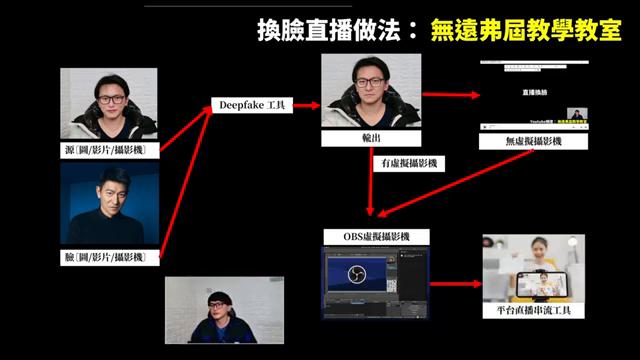 換臉直播做法： 無遠弗屆教學教室
Deepfake 工具
源〔圖/影片/攝影機〕
輸出
直播換臉
無虛擬攝影機
有虛擬攝影機
臉〔圖/影片/攝影機〕
OBS虛擬攝影機
平台直播串流工具